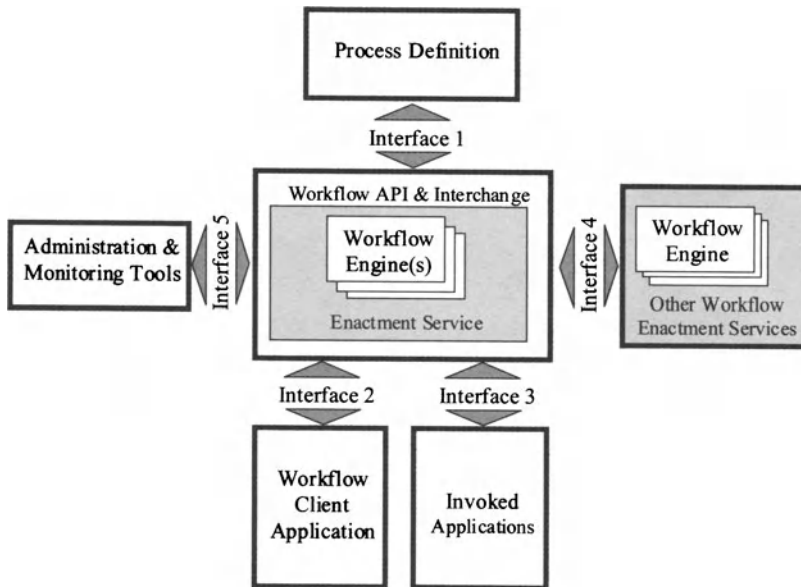 Process Definition
Interface 1
Workflow API & Interchange
Workflow
Engine(s)
Enactment Service
Administration &
Monitoring Tools
Interface 5
Interface 4
Workflow
Engine
Other Workflow
Enactment Services
Interface 2
Interface 3
Workflow
Client
Application
Invoked
Applications